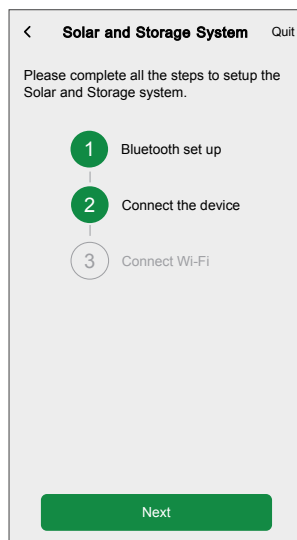 Solar and Storage System Quit
Please complete all the steps to setup the
Solar and Storage system.
1 Bluetooth set up
2 Connect the device
3 Connect Wi-Fi
Next